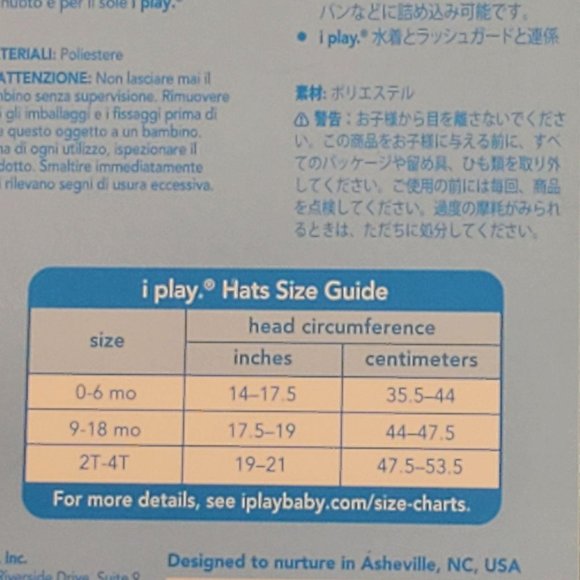 nuoto e per il sole i play.®
TERIALI: Poliestere
ATTENZIONE: Non lasciare mai il
mbino senza supervisione. Rimuovere
i gli imballaggi e i fissaggi prima di
questo oggetto a un bambino.
ma di ogni utilizzo, ispezionare il
dotto. Smaltire immediatamente
i rilevano segni di usura eccessiva.
パンなどに詰め込み可能です。
• i play.® 水着とラッシュガードと連係
素材: ポリエステル
⚠ 警告：お子様から目を離さないでくださ
い。この商品をお子様に与える前に、すべ
てのパッケージや留め具、ひも類を取り外
してください。ご使用の前には毎回、商品
を点検してください。過度の摩耗がみられ
るときは、ただちに処分してください。
i play.® Hats Size Guide
size
head circumference
inches centimeters
0-6 mo 14–17.5 35.5–44
9-18 mo 17.5–19 44–47.5
2T-4T 19–21 47.5–53.5
For more details, see iplaybaby.com/size-charts.
Inc.
Riverside Drive, Suite 9
Designed to nurture in Asheville, NC, USA